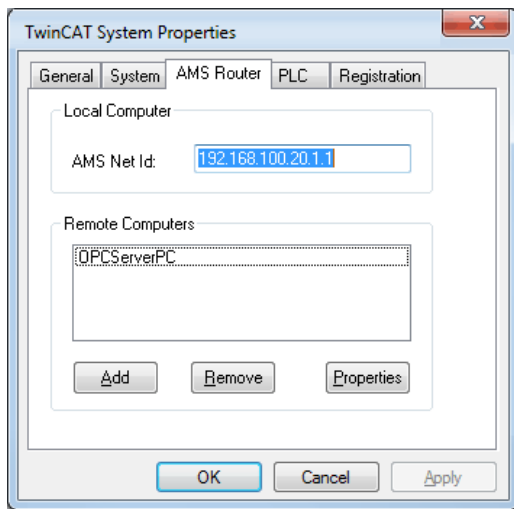 TwinCAT System Properties
General System AMS Router PLC Registration
Local Computer
AMS Net Id: 192.168.100.20.1.1
Remote Computers
OPCServerPC
Add Remove Properties
OK Cancel Apply